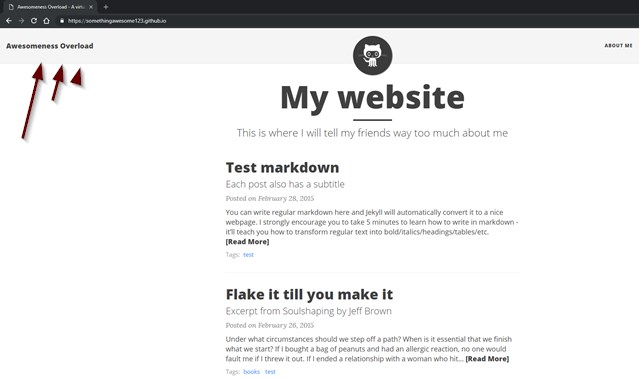 Awesomeness Overload - A virtu
https://somethingawesome123.github.io
Awesomeness Overload
ABOUT ME
My website
This is where I will tell my friends way too much about me
Test markdown
Each post also has a subtitle
Posted on February 28, 2015
You can write regular markdown here and Jekyll will automatically convert it to a nice
webpage. I strongly encourage you to take 5 minutes to learn how to write in markdown -
it'll teach you how to transform regular text into bold/italics/headings/tables/etc.
[Read More]
Tags: test
Flake it till you make it
Excerpt from Soulshaping by Jeff Brown
Posted on February 26, 2015
Under what circumstances should we step off a path? When is it essential that we finish
what we start? If I bought a bag of peanuts and had an allergic reaction, no one would
fault me if I threw it out. If I ended a relationship with a woman who hit... [Read More]
Tags: books test